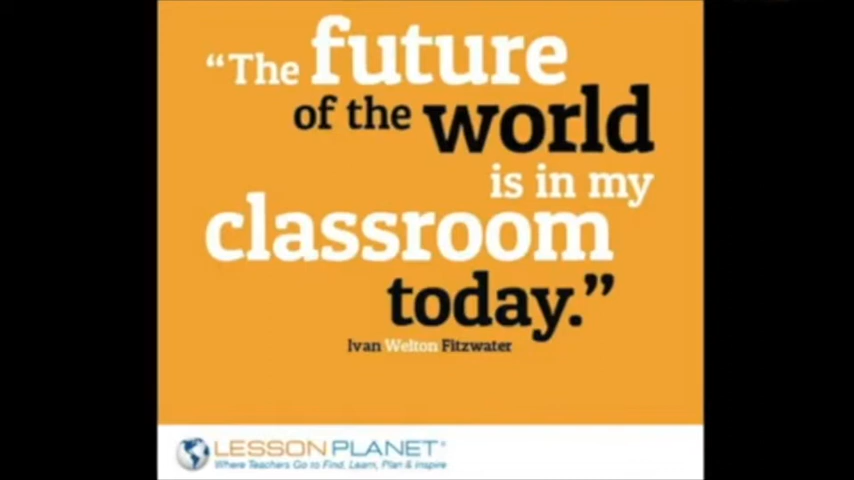 “The future
of the world
is in my
classroom
today.”
Ivan Welton Fitzwater
LESSON PLANET®
Where Teachers Go to Find, Learn, Plan & Inspire